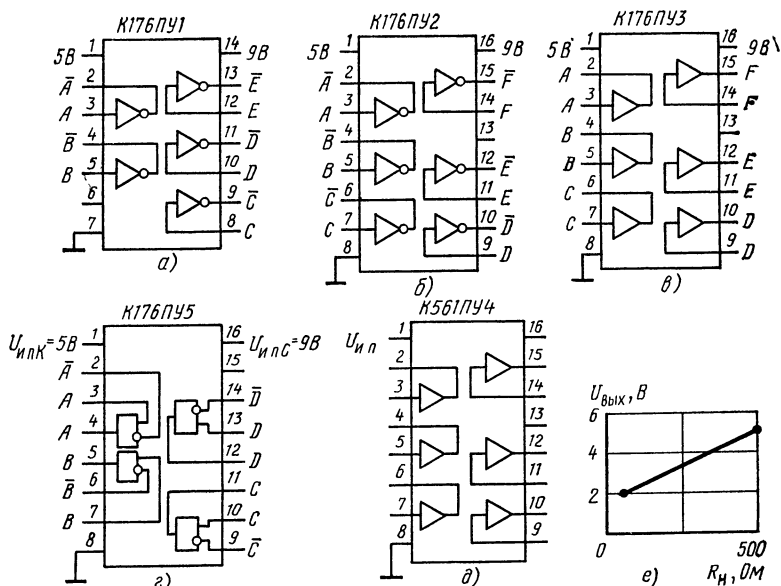 К176ПУ1
5В 1 14 9В
Ā 2 13 Ē
A 3 12 E
B̄ 4 11 D̄
B 5 10 D
6 9 C̄
7 8 C
а)
К176ПУ2
5В 1 16 9В
Ā 2 15 F̄
A 3 14 F
B̄ 4 13
B 5 12 Ē
C̄ 6 11 E
C 7 10 D̄
8 9 D
б)
К176ПУ3
5В 1 16 9В
A 2 15 F
A 3 14 F
B 4 13
B 5 12 E
C 6 11 E
C 7 10 D
8 9 D
в)
К176ПУ5
UипК=5В 1 16 UипС=9В
Ā 2 15
A 3 14 D̄
A 4 13 D
B 5 12 D
B̄ 6 11 C
B 7 10 C
8 9 C̄
г)
К561ПУ4
Uип 1 16
2 15
3 14
4 13
5 12
6 11
7 10
8 9
д)
Uвых, В
6
4
2
0 500
Rн, Ом
е)